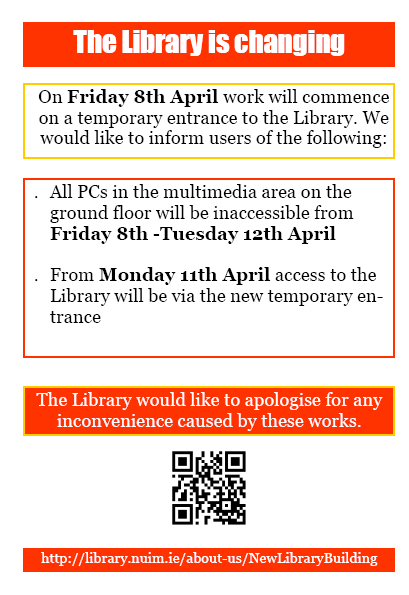 The Library is changing
On Friday 8th April work will commence
on a temporary entrance to the Library. We
would like to inform users of the following:
. All PCs in the multimedia area on the
ground floor will be inaccessible from
Friday 8th -Tuesday 12th April
. From Monday 11th April access to the
Library will be via the new temporary en-
trance
The Library would like to apologise for any
inconvenience caused by these works.
http://library.nuim.ie/about-us/NewLibraryBuilding